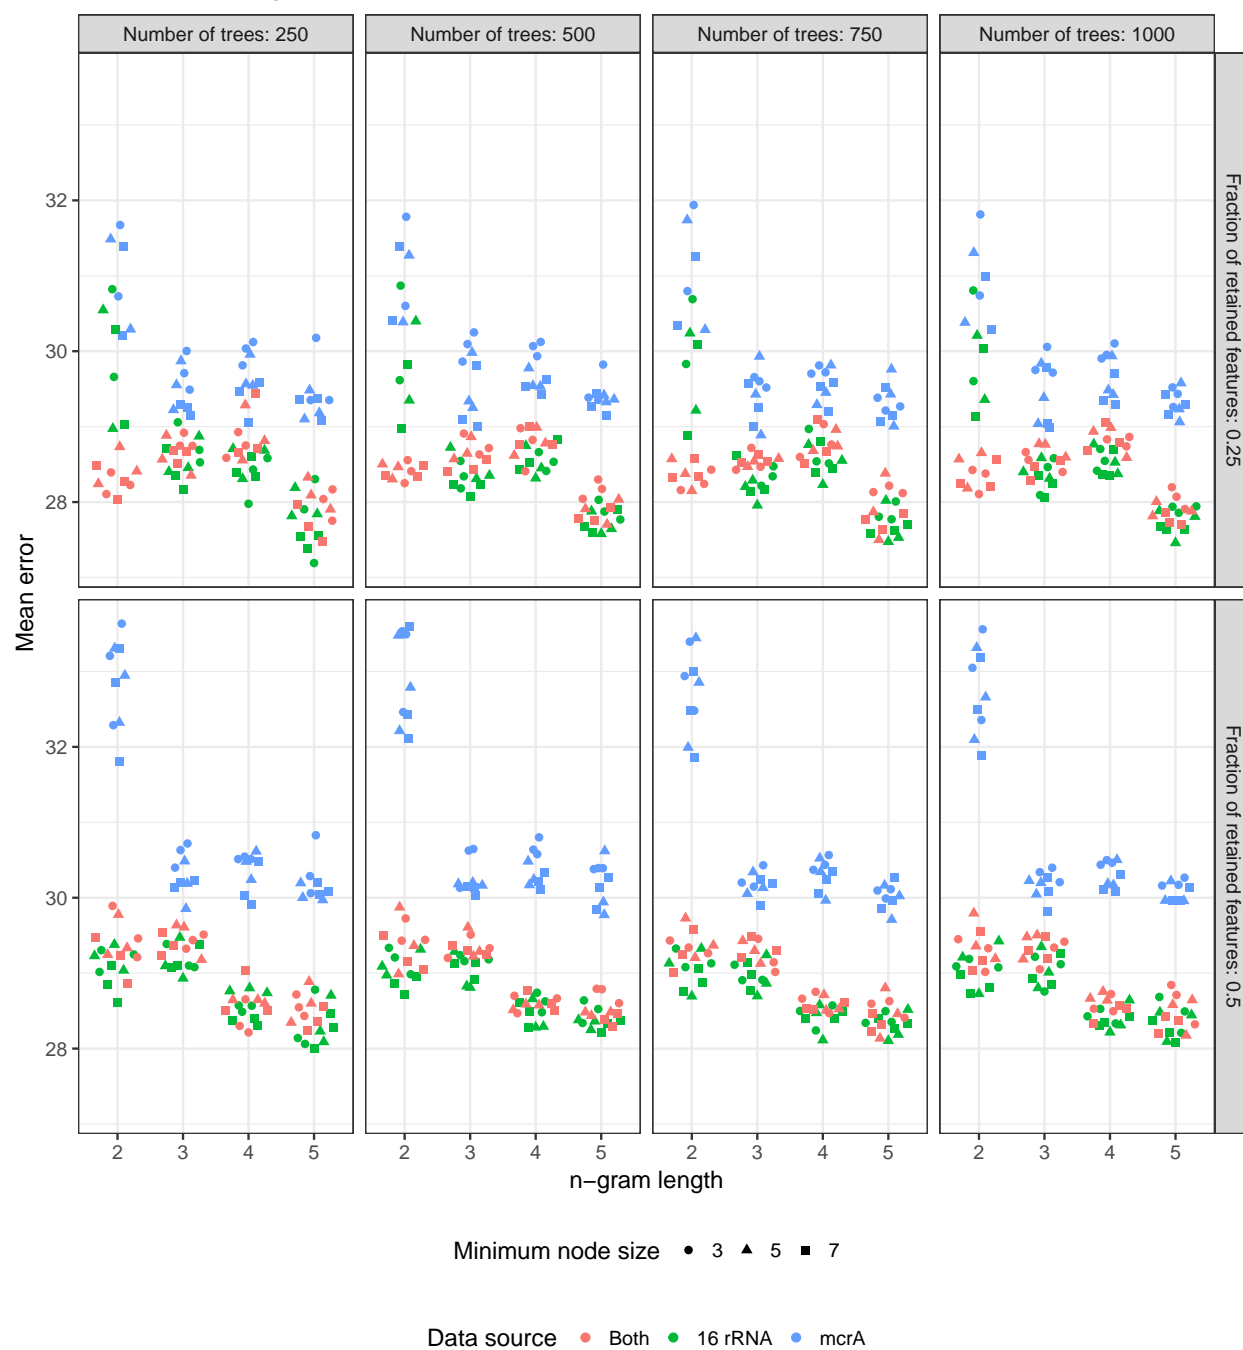 Number of trees: 250
Number of trees: 500
Number of trees: 750
Number of trees: 1000
Fraction of retained features: 0.25
Fraction of retained features: 0.5
Mean error
32
30
28
32
30
28
2 3 4 5
2 3 4 5
2 3 4 5
2 3 4 5
n−gram length
Minimum node size 3 5 7
Data source Both 16 rRNA mcrA